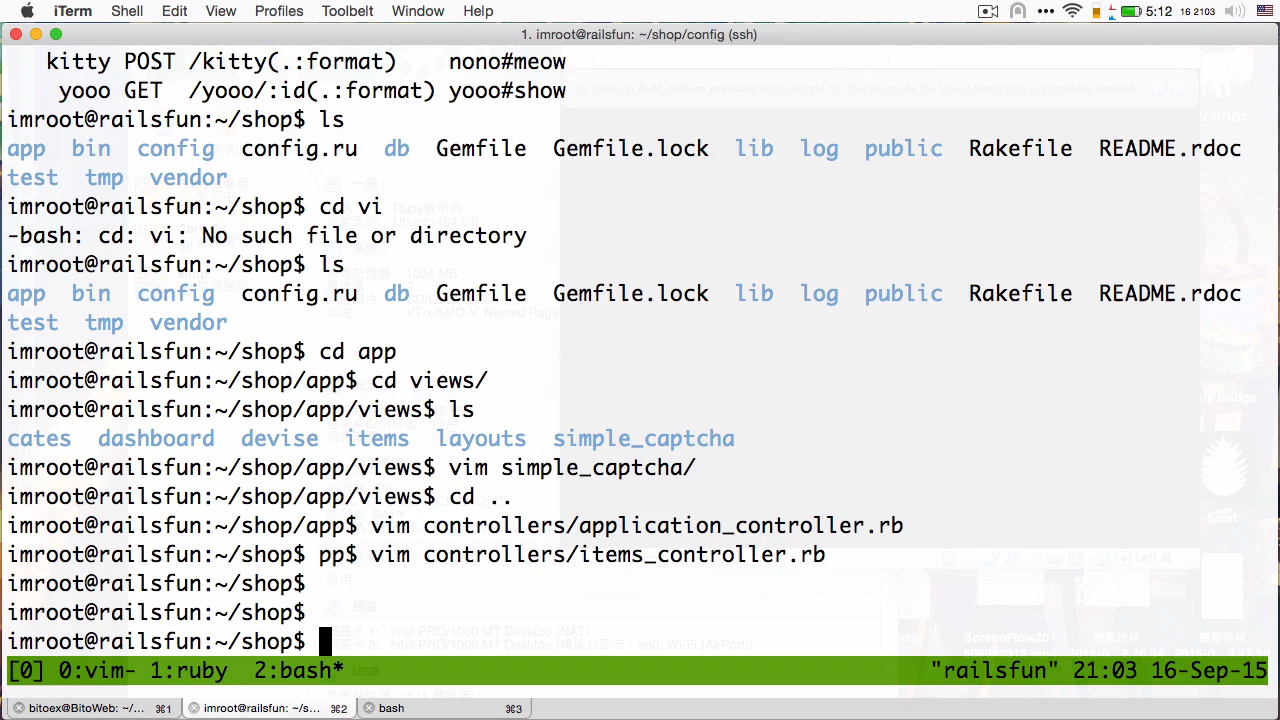 iTerm Shell Edit View Profiles Toolbelt Window Help 5:12 16 2103
1. imroot@railsfun: ~/shop/config (ssh)
kitty POST /kitty(.:format) nono#meow
yooo GET /yooo/:id(.:format) yooo#show
imroot@railsfun:~/shop$ ls
app bin config config.ru db Gemfile Gemfile.lock lib log public Rakefile README.rdoc
test tmp vendor
imroot@railsfun:~/shop$ cd vi
-bash: cd: vi: No such file or directory
imroot@railsfun:~/shop$ ls
app bin config config.ru db Gemfile Gemfile.lock lib log public Rakefile README.rdoc
test tmp vendor
imroot@railsfun:~/shop$ cd app
imroot@railsfun:~/shop/app$ cd views/
imroot@railsfun:~/shop/app/views$ ls
cates dashboard devise items layouts simple_captcha
imroot@railsfun:~/shop/app/views$ vim simple_captcha/
imroot@railsfun:~/shop/app/views$ cd ..
imroot@railsfun:~/shop/app$ vim controllers/application_controller.rb
imroot@railsfun:~/shop$ pp$ vim controllers/items_controller.rb
imroot@railsfun:~/shop$
imroot@railsfun:~/shop$
imroot@railsfun:~/shop$
[0] 0:vim- 1:ruby 2:bash* "railsfun" 21:03 16-Sep-15
bitoex@BitoWeb: ~/... ⌘1 imroot@railsfun: ~/s... ⌘2 bash ⌘3